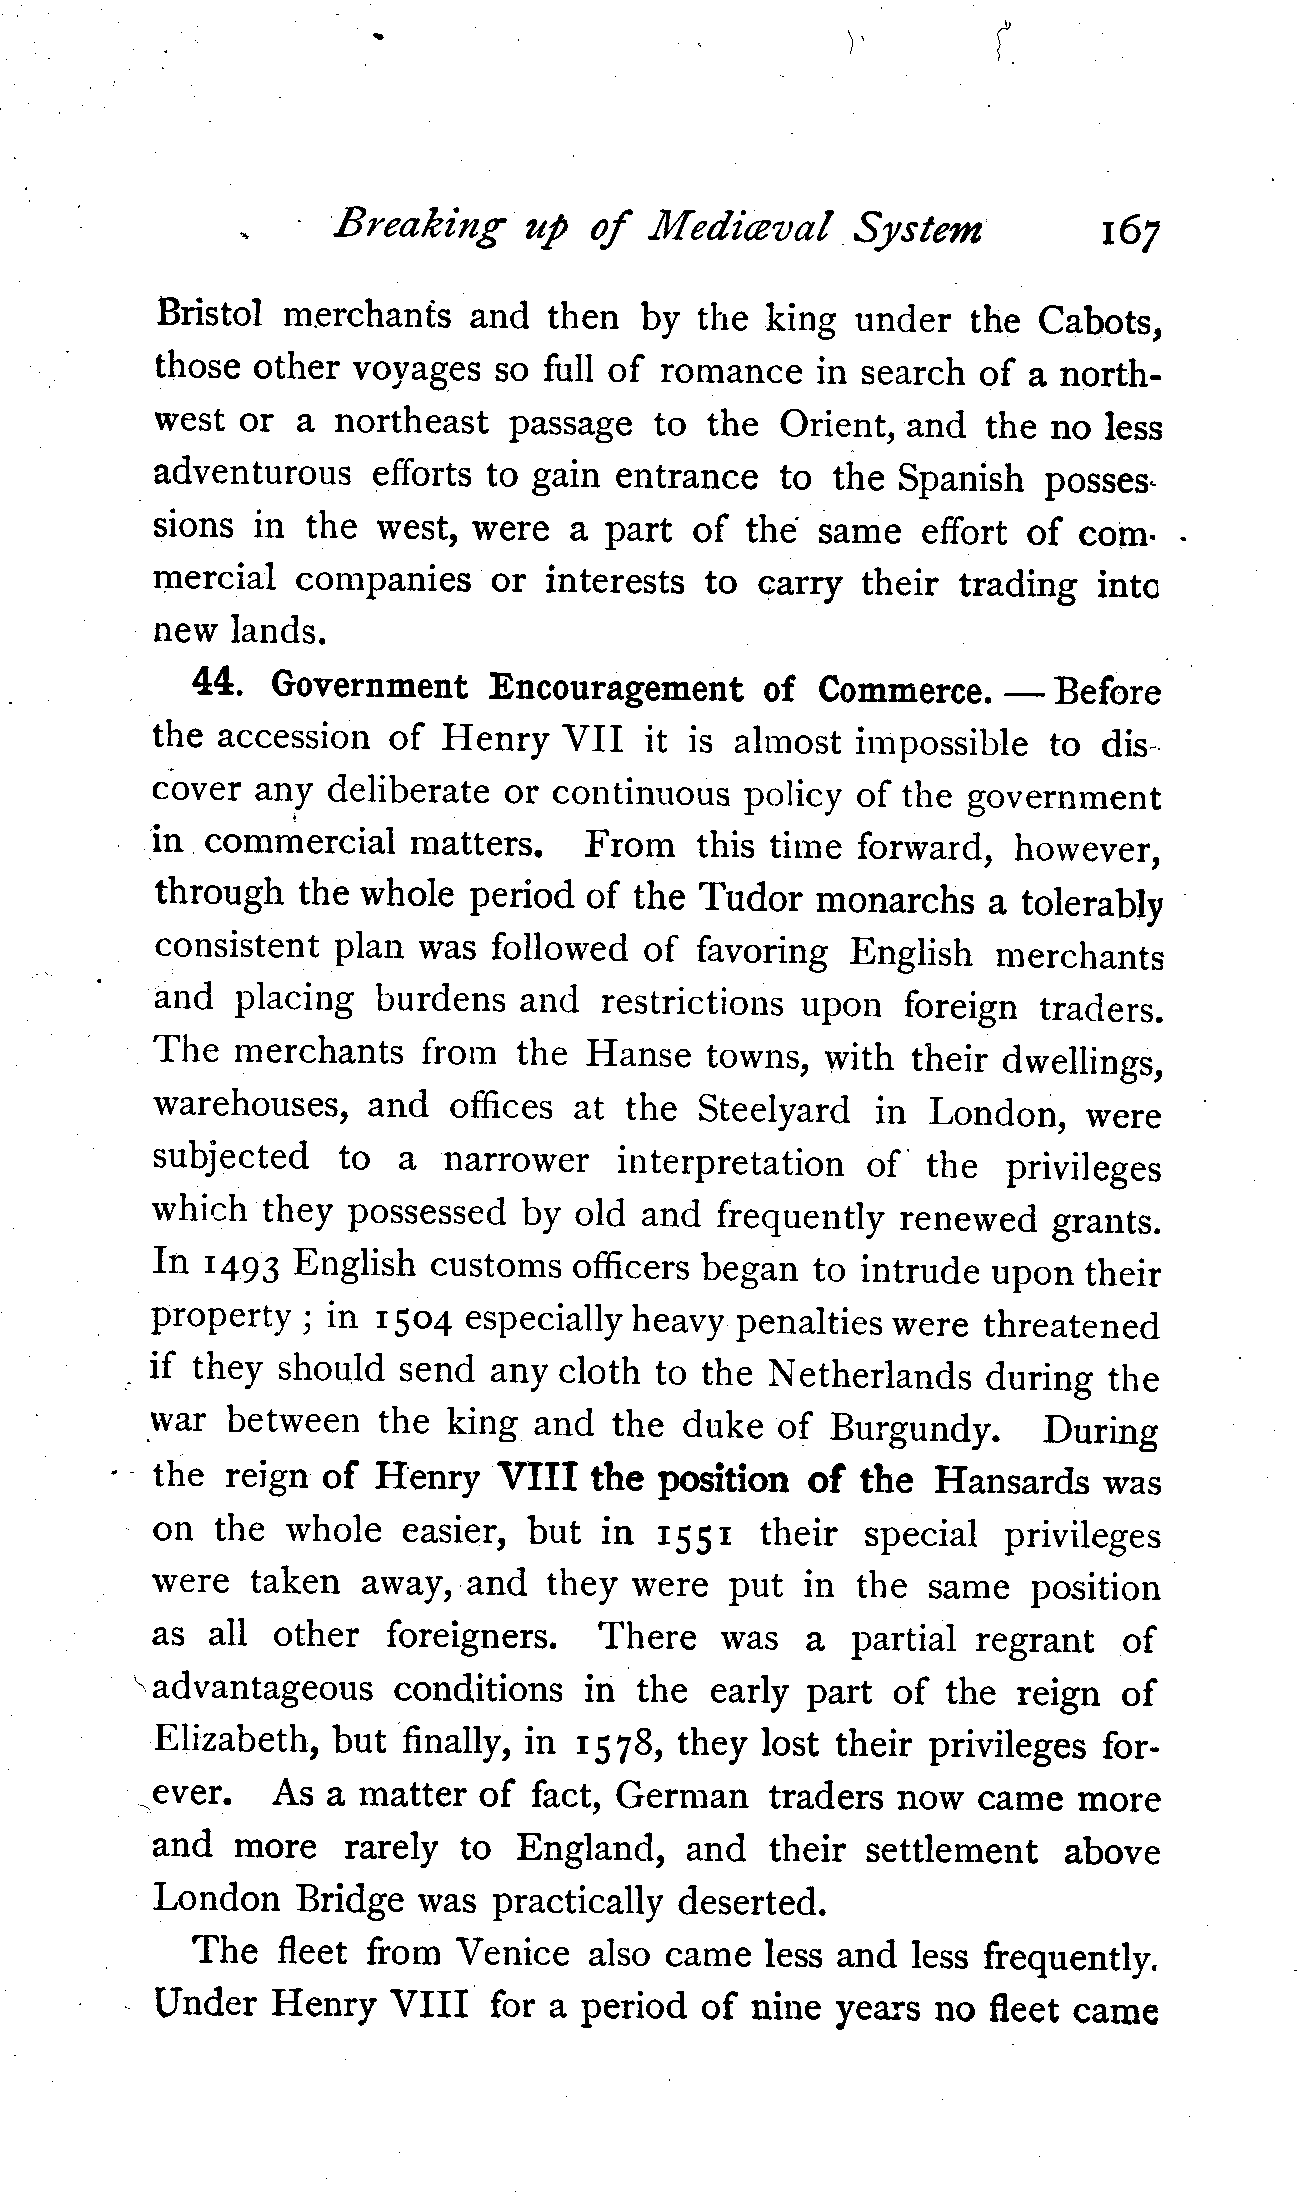 Breaking up of Mediæval System 167
Bristol merchants and then by the king under the Cabots,
those other voyages so full of romance in search of a north-
west or a northeast passage to the Orient, and the no less
adventurous efforts to gain entrance to the Spanish posses-
sions in the west, were a part of the same effort of com-
mercial companies or interests to carry their trading into
new lands.
44. Government Encouragement of Commerce. — Before
the accession of Henry VII it is almost impossible to dis-
cover any deliberate or continuous policy of the government
in commercial matters. From this time forward, however,
through the whole period of the Tudor monarchs a tolerably
consistent plan was followed of favoring English merchants
and placing burdens and restrictions upon foreign traders.
The merchants from the Hanse towns, with their dwellings,
warehouses, and offices at the Steelyard in London, were
subjected to a narrower interpretation of the privileges
which they possessed by old and frequently renewed grants.
In 1493 English customs officers began to intrude upon their
property ; in 1504 especially heavy penalties were threatened
if they should send any cloth to the Netherlands during the
war between the king and the duke of Burgundy. During
the reign of Henry VIII the position of the Hansards was
on the whole easier, but in 1551 their special privileges
were taken away, and they were put in the same position
as all other foreigners. There was a partial regrant of
advantageous conditions in the early part of the reign of
Elizabeth, but finally, in 1578, they lost their privileges for-
ever. As a matter of fact, German traders now came more
and more rarely to England, and their settlement above
London Bridge was practically deserted.
The fleet from Venice also came less and less frequently.
Under Henry VIII for a period of nine years no fleet came